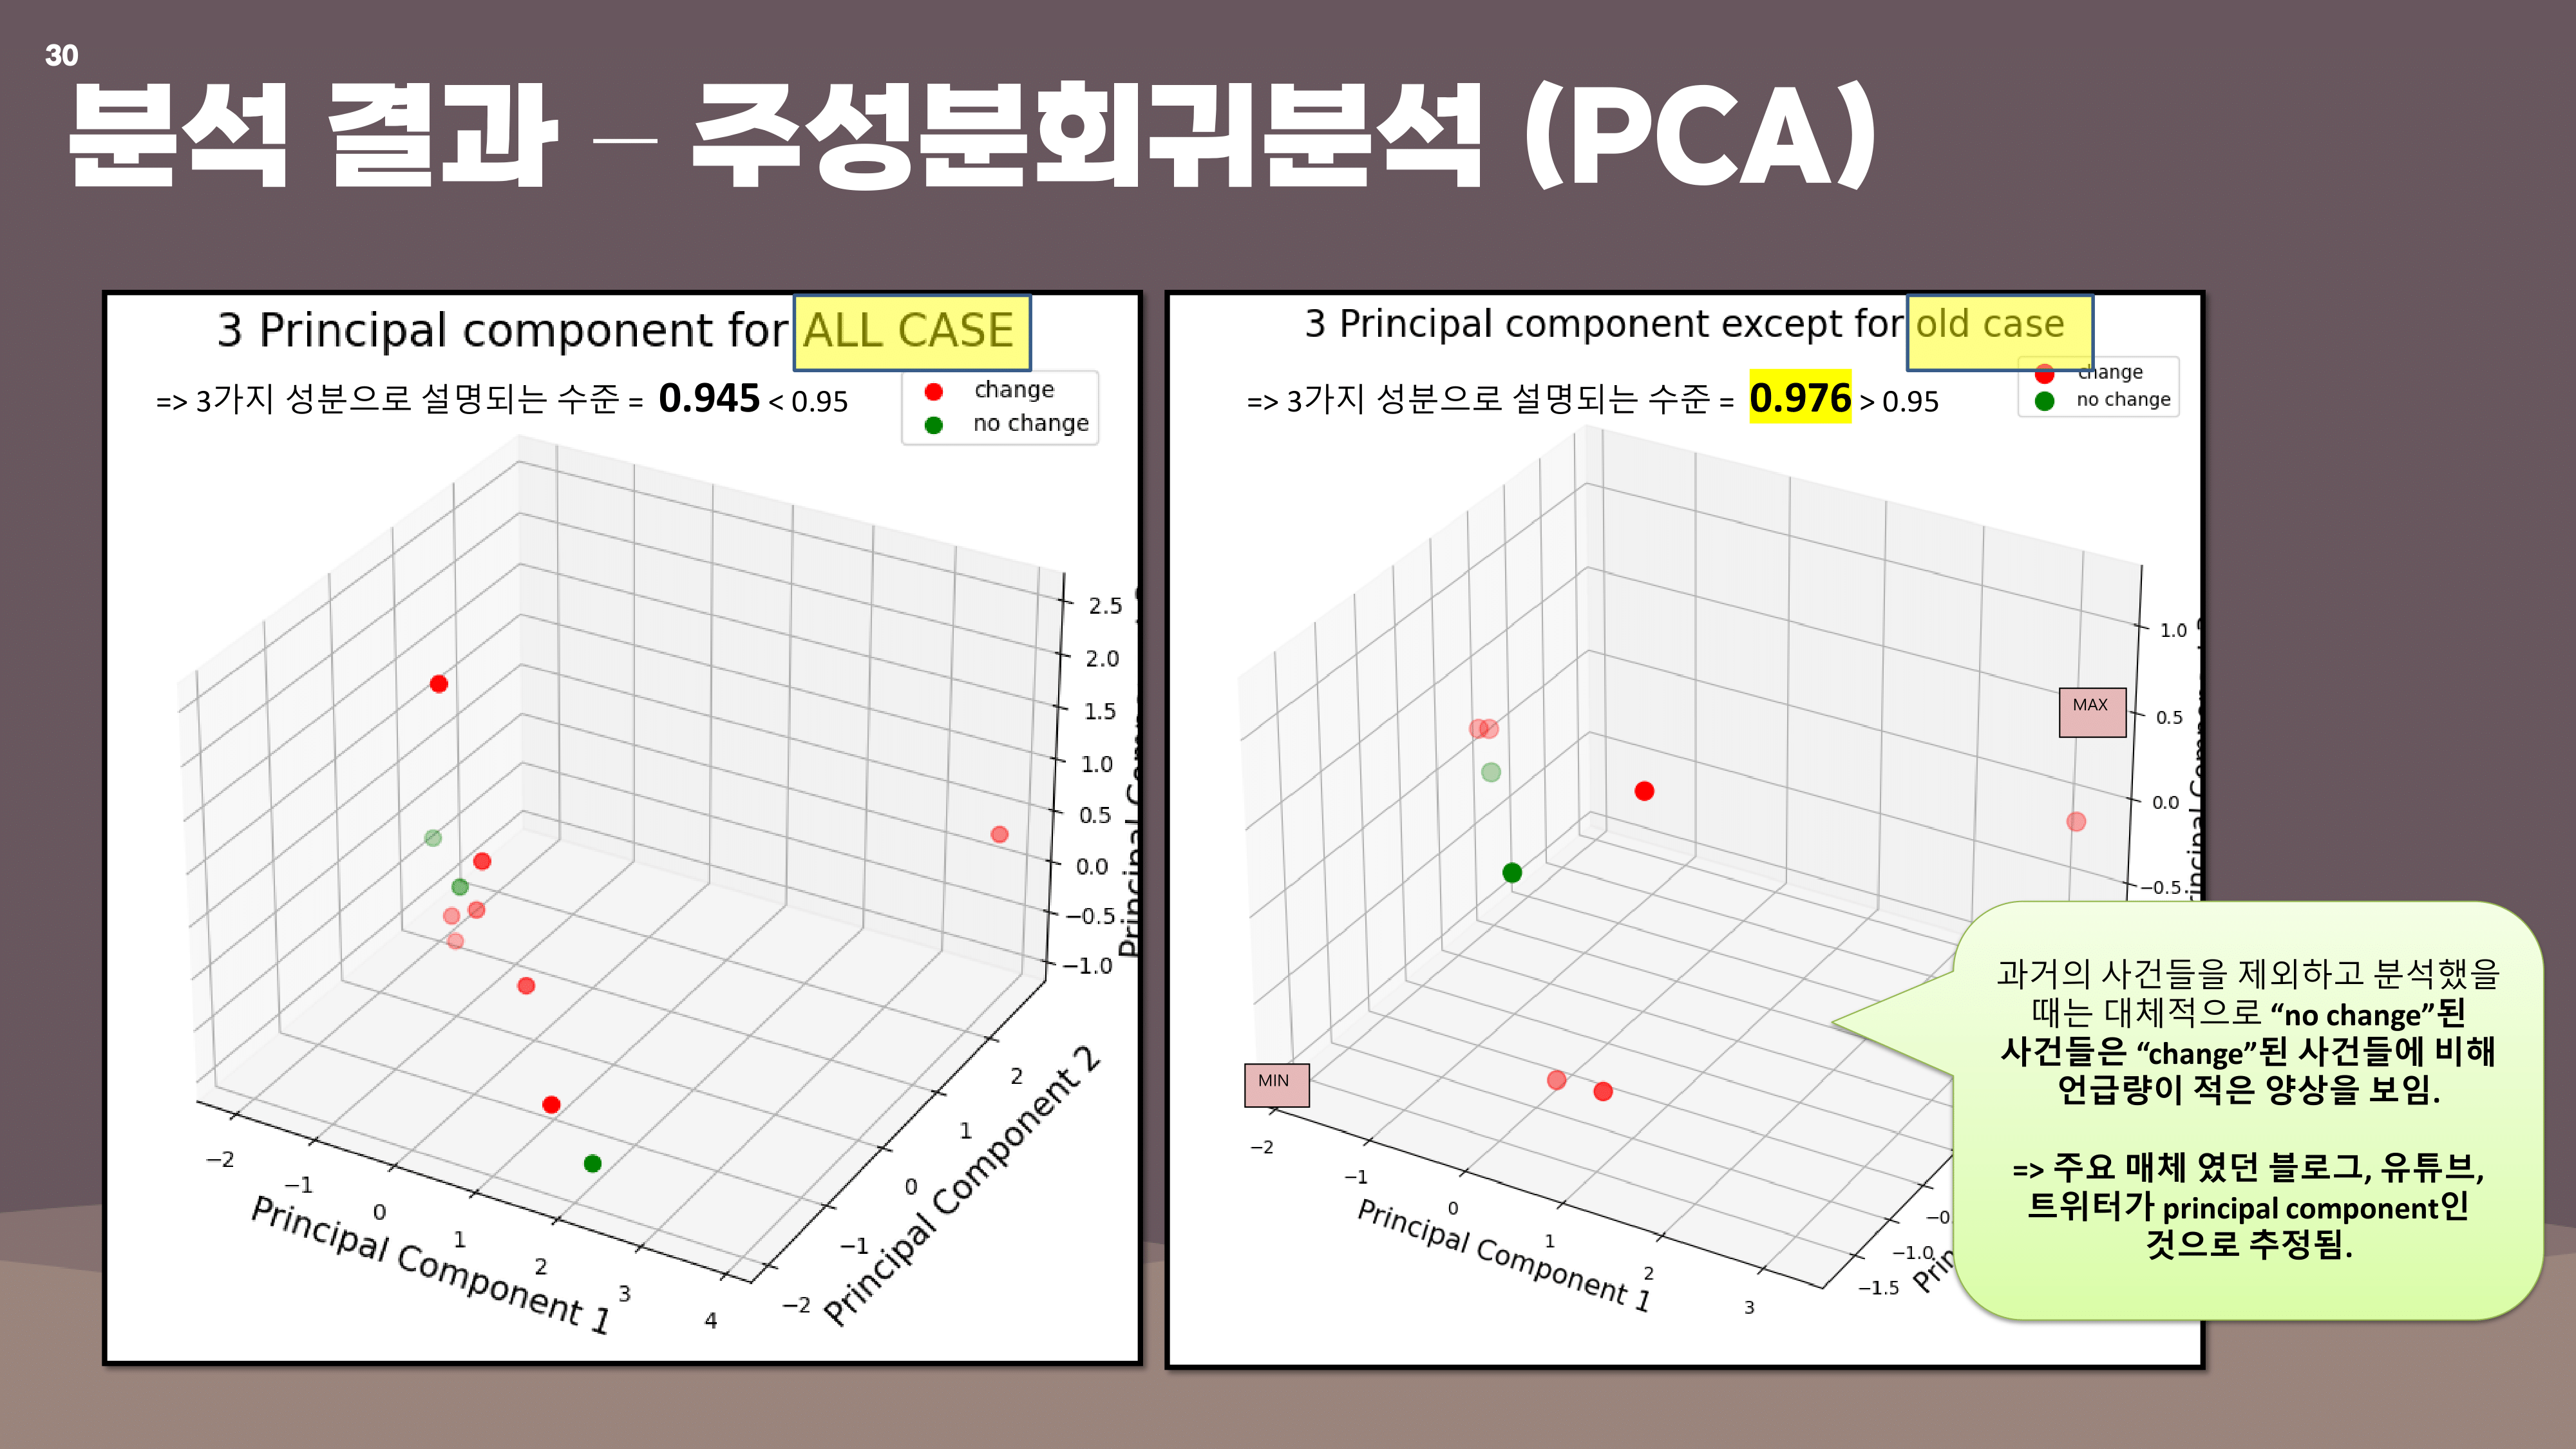 30
분석 결과 – 주성분회귀분석 (PCA)
3 Principal component for ALL CASE
=> 3가지 성분으로 설명되는 수준 = 0.945 < 0.95
change
no change
2.5
2.0
1.5
1.0
0.5
0.0
−0.5
−1.0
−2
−1
0
1
2
3
4
Principal Component 1
2
1
0
−1
−2
Principal Component 2
3 Principal component except for old case
=> 3가지 성분으로 설명되는 수준 = 0.976 > 0.95
change
no change
MAX
1.0
0.5
0.0
−0.5
MIN
−2
−1
0
1
2
3
Principal Component 1
−1.0
−1.5
과거의 사건들을 제외하고 분석했을
때는 대체적으로 “no change”된
사건들은 “change”된 사건들에 비해
언급량이 적은 양상을 보임.
=> 주요 매체 였던 블로그, 유튜브,
트위터가 principal component인
것으로 추정됨.